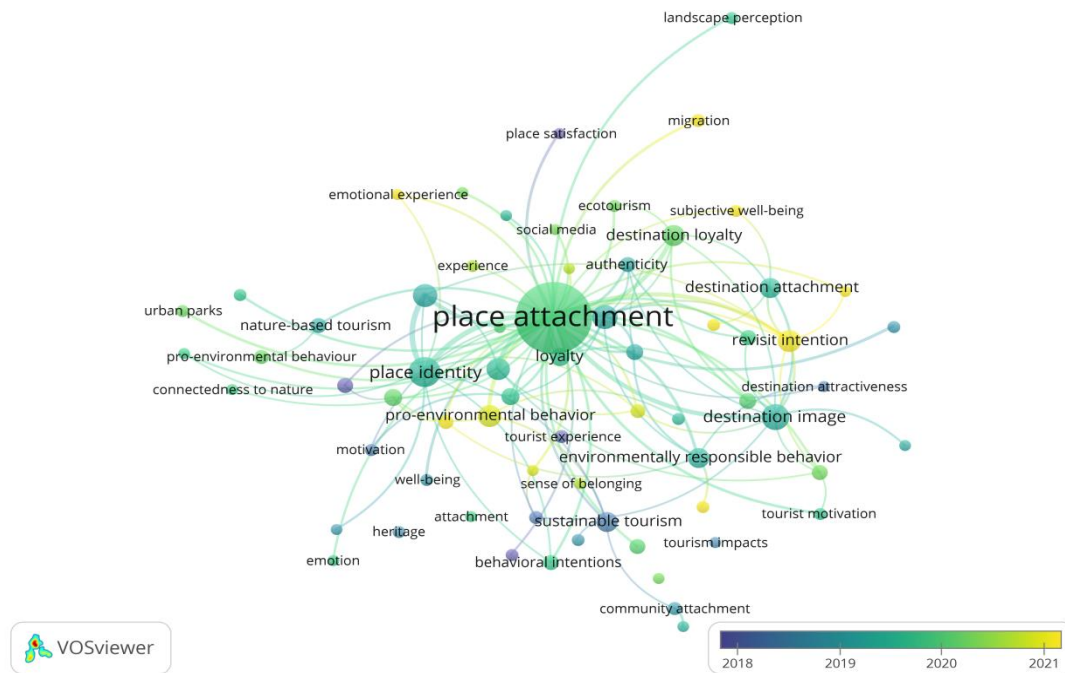 landscape perception
migration
place satisfaction
emotional experience
ecotourism
subjective well-being
social media
destination loyalty
experience
authenticity
destination attachment
urban parks
place attachment
nature-based tourism
revisit intention
pro-environmental behaviour
loyalty
place identity
connectedness to nature
destination attractiveness
pro-environmental behavior
destination image
tourist experience
motivation
environmentally responsible behavior
well-being
sense of belonging
tourist motivation
attachment
sustainable tourism
heritage
tourism impacts
emotion
behavioral intentions
community attachment
VOSviewer
2018 2019 2020 2021